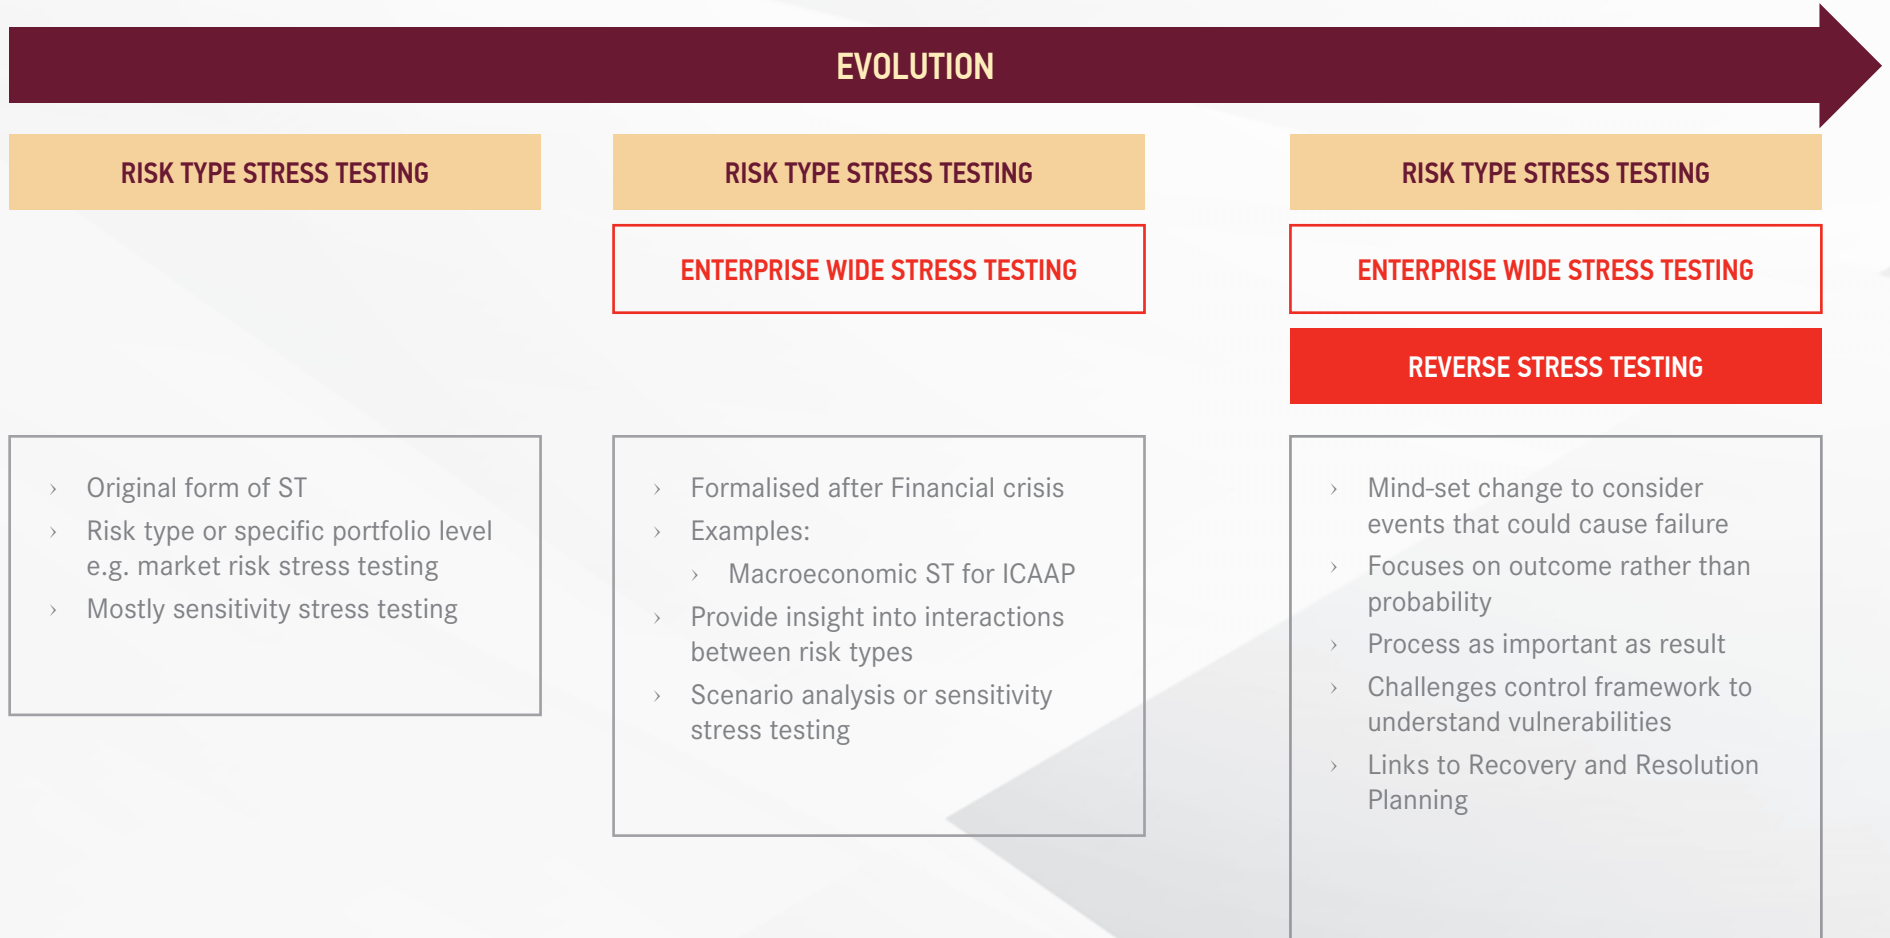 EVOLUTION
RISK TYPE STRESS TESTING
› Original form of ST
› Risk type or specific portfolio level
e.g. market risk stress testing
› Mostly sensitivity stress testing
RISK TYPE STRESS TESTING
ENTERPRISE WIDE STRESS TESTING
› Formalised after Financial crisis
› Examples:
› Macroeconomic ST for ICAAP
› Provide insight into interactions
between risk types
› Scenario analysis or sensitivity
stress testing
RISK TYPE STRESS TESTING
ENTERPRISE WIDE STRESS TESTING
REVERSE STRESS TESTING
› Mind-set change to consider
events that could cause failure
› Focuses on outcome rather than
probability
› Process as important as result
› Challenges control framework to
understand vulnerabilities
› Links to Recovery and Resolution
Planning